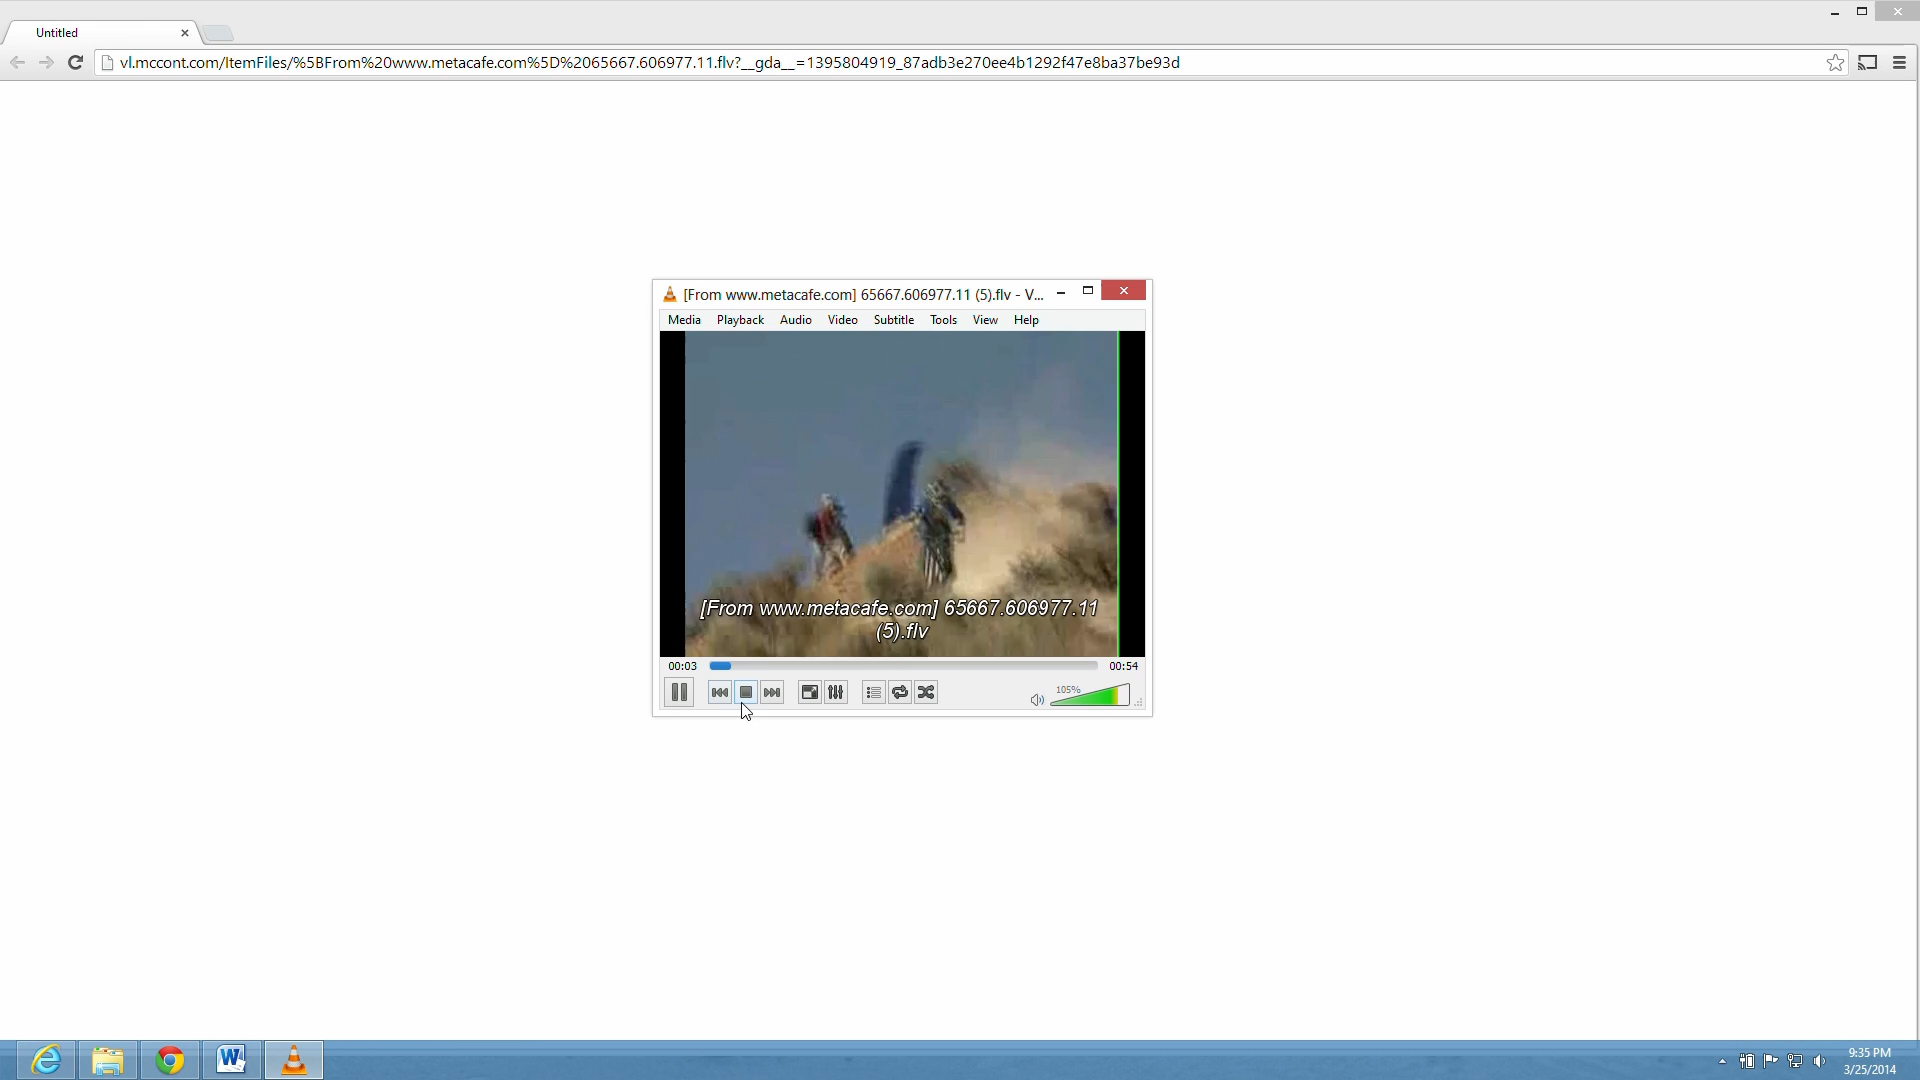 Untitled
vl.mccont.com/ItemFiles/%5BFrom%20www.metacafe.com%5D%2065667.606977.11.flv?__gda__=1395804919_87adb3e270ee4b1292f47e8ba37be93d
[From www.metacafe.com] 65667.606977.11 (5).flv - V...
Media Playback Audio Video Subtitle Tools View Help
[From www.metacafe.com] 65667.606977.11
(5).flv
00:03 00:54
105%
9:35 PM
3/25/2014